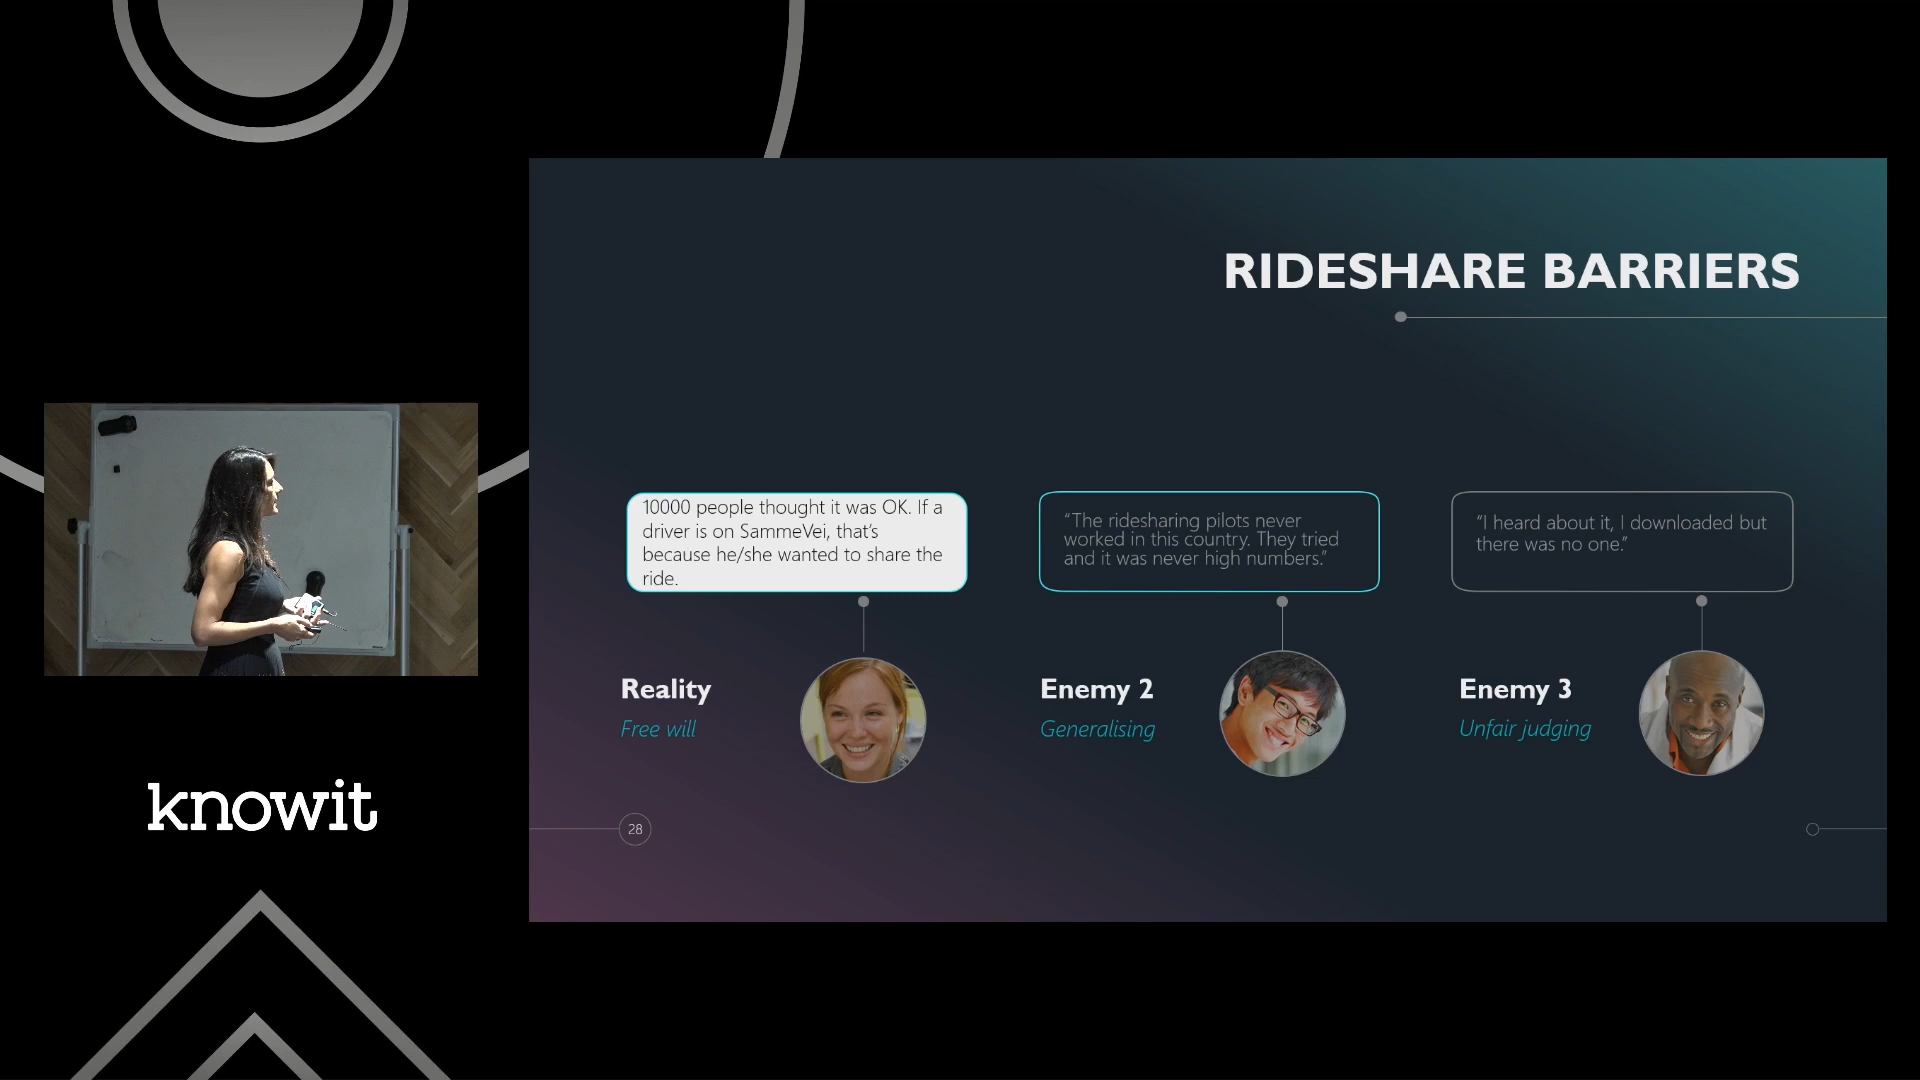 RIDESHARE BARRIERS
10000 people thought it was OK. If a
driver is on SammeVei, that's
because he/she wanted to share the
ride.
“The ridesharing pilots never
worked in this country. They tried
and it was never high numbers.”
“I heard about it, I downloaded but
there was no one.”
Reality
Free will
Enemy 2
Generalising
Enemy 3
Unfair judging
knowit
28